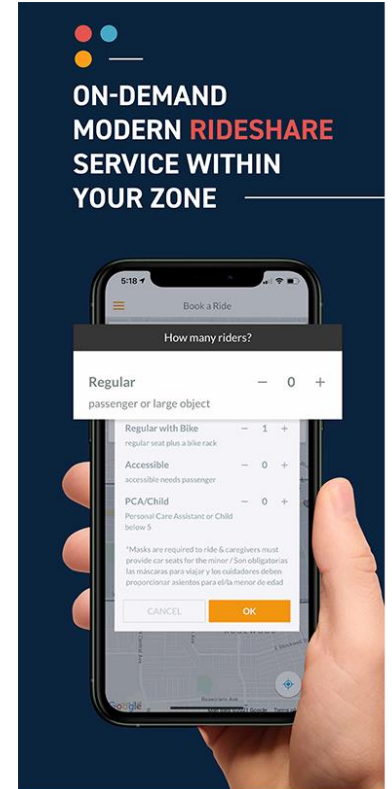 ON-DEMAND
MODERN RIDESHARE
SERVICE WITHIN
YOUR ZONE
5:18
Book a Ride
How many riders?
Regular − 0 +
passenger or large object
Regular with Bike − 1 +
regular seat plus a bike rack
Accessible − 0 +
accessible needs passenger
PCA/Child − 0 +
Personal Care Assistant or Child
below 5
*Masks are required to ride & caregivers must
provide car seats for the minor / Son obligatorias
las máscaras para viajar y los cuidadores deben
proporcionar asientos para el/la menor de edad
CANCEL OK
Google